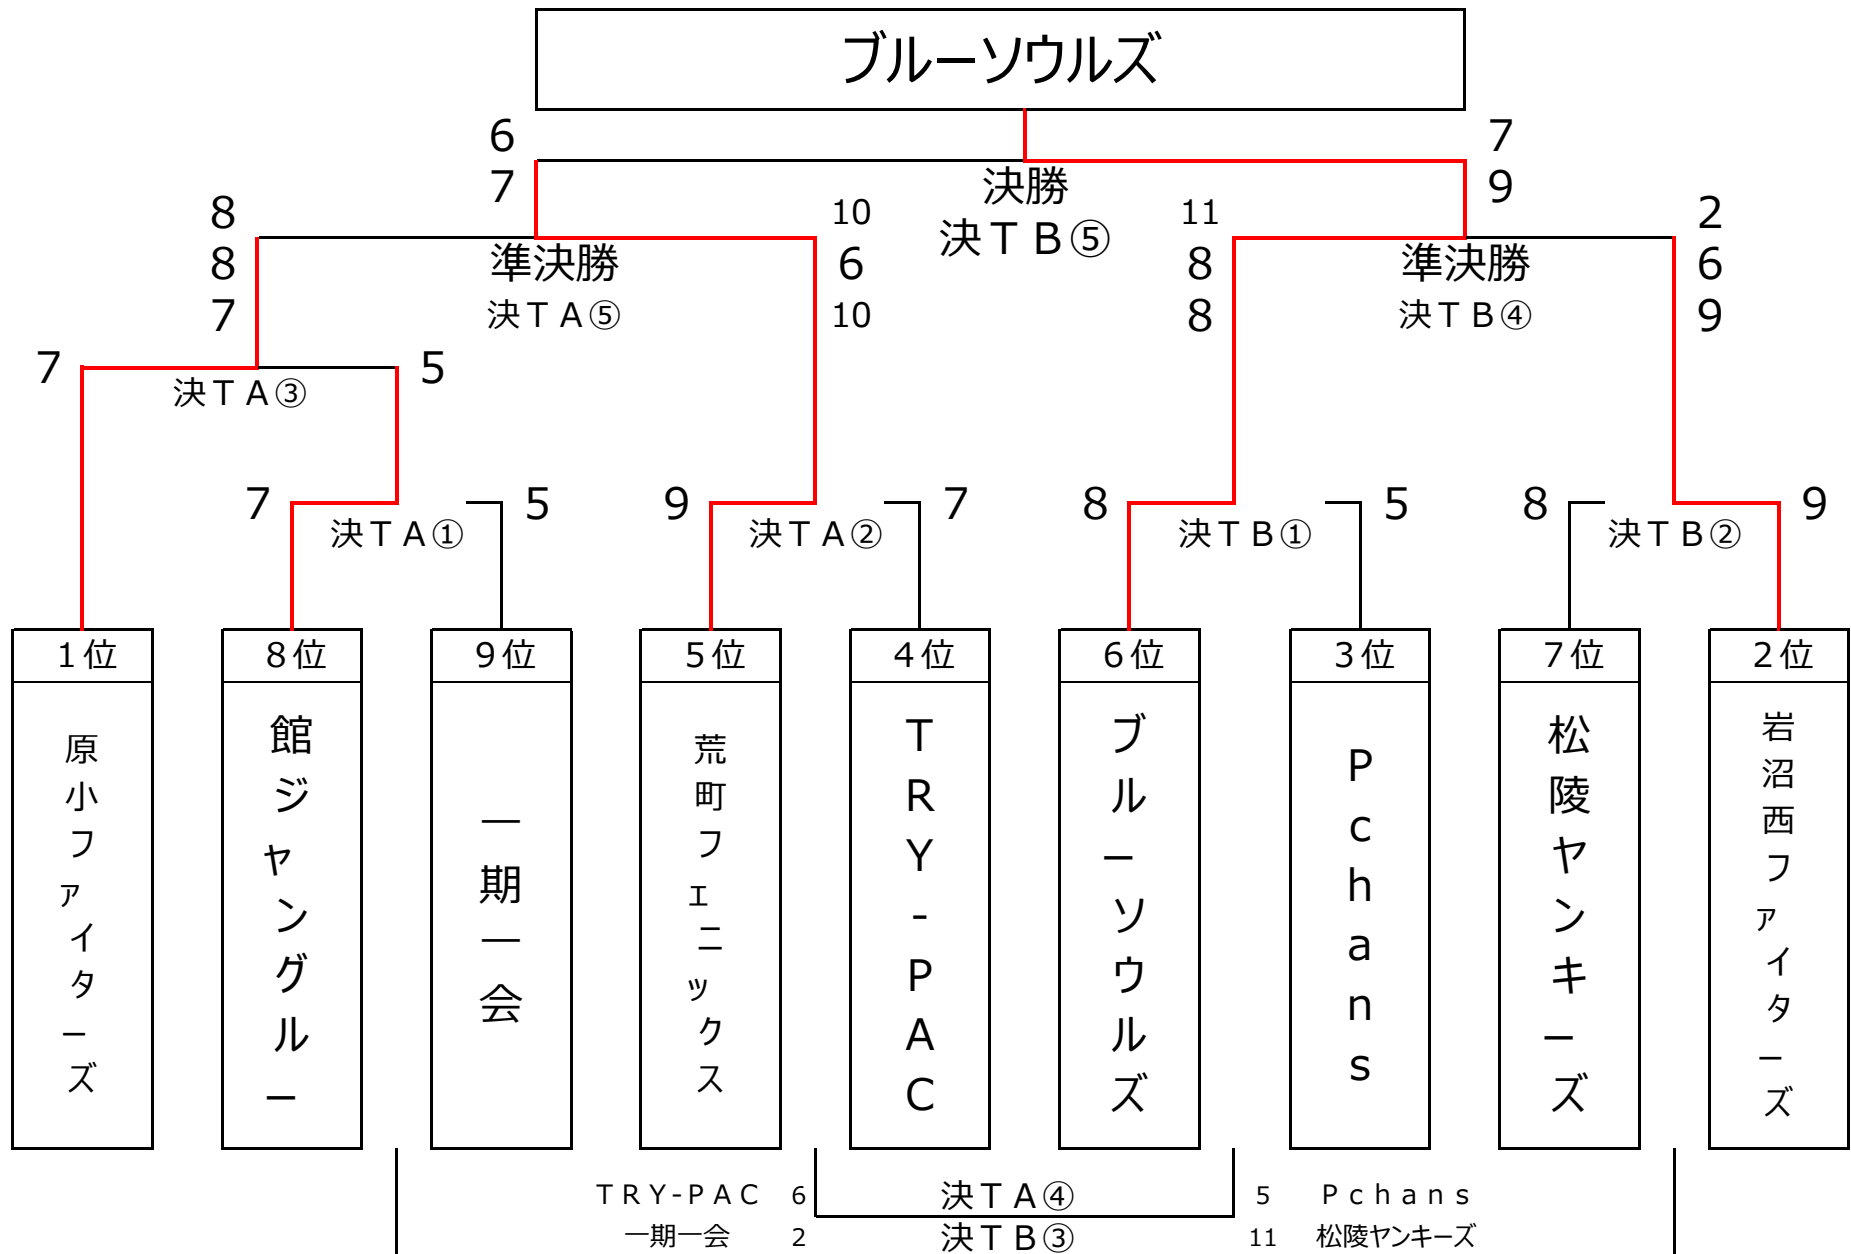 ブルーソウルズ
6 7
7 決勝 9
8 10 決ＴＢ⑤ 11 2
8 準決勝 6 8 準決勝 6
7 決ＴＡ⑤ 10 8 決ＴＢ④ 9
7 決ＴＡ③ 5
7 決ＴＡ① 5 9 決ＴＡ② 7 8 決ＴＢ① 5 8 決ＴＢ② 9
1位 8位 9位 5位 4位 6位 3位 7位 2位
原小ファイターズ
館ジャングルー
一期一会
荒町フェニックス
TRY-PAC
ブルーソウルズ
Pchans
松陵ヤンキーズ
岩沼西ファイターズ
ＴＲＹ-ＰＡＣ 6 決ＴＡ④ 5 Ｐｃｈａｎｓ
一期一会 2 決ＴＢ③ 11 松陵ヤンキーズ